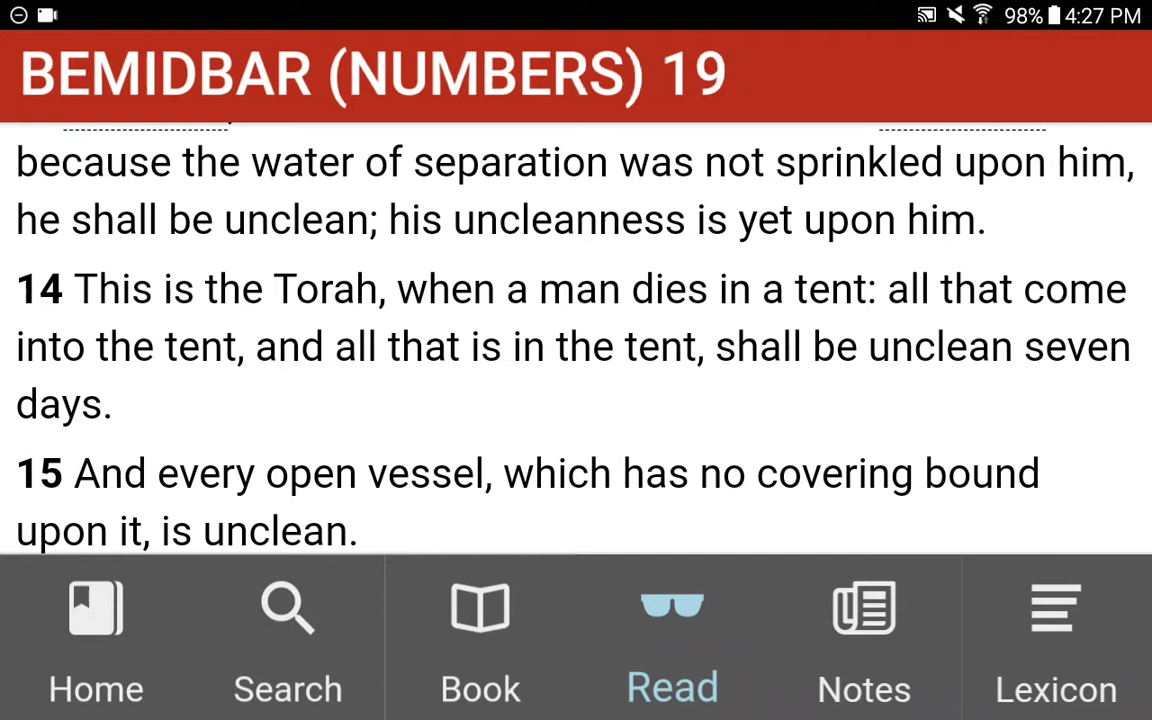 98% 4:27 PM
BEMIDBAR (NUMBERS) 19
because the water of separation was not sprinkled upon him,
he shall be unclean; his uncleanness is yet upon him.
14 This is the Torah, when a man dies in a tent: all that come
into the tent, and all that is in the tent, shall be unclean seven
days.
15 And every open vessel, which has no covering bound
upon it, is unclean.
Home Search Book Read Notes Lexicon